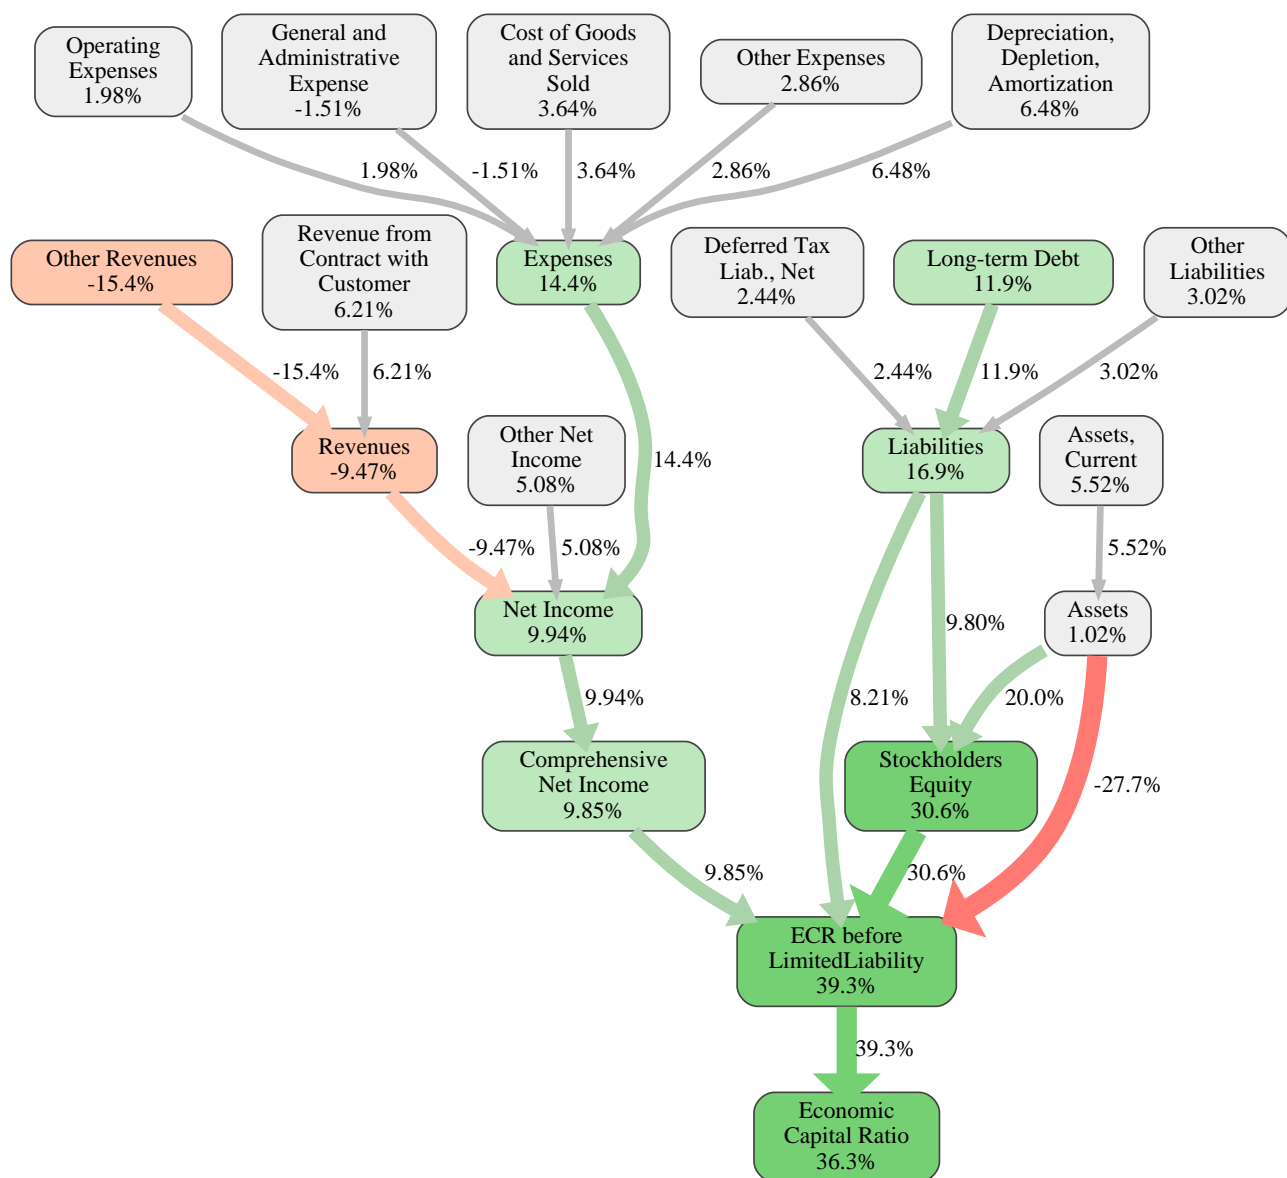 Operating
Expenses
1.98%
General and
Administrative
Expense
-1.51%
Cost of Goods
and Services
Sold
3.64%
Other Expenses
2.86%
Depreciation,
Depletion,
Amortization
6.48%
1.98%
-1.51%
3.64%
2.86%
6.48%
Other Revenues
-15.4%
Revenue from
Contract with
Customer
6.21%
Expenses
14.4%
Deferred Tax
Liab., Net
2.44%
Long-term Debt
11.9%
Other
Liabilities
3.02%
-15.4%
6.21%
2.44%
11.9%
3.02%
Revenues
-9.47%
Other Net
Income
5.08%
14.4%
Liabilities
16.9%
Assets,
Current
5.52%
-9.47%
5.08%
5.52%
Net Income
9.94%
9.80%
Assets
1.02%
9.94%
8.21%
20.0%
Comprehensive
Net Income
9.85%
Stockholders
Equity
30.6%
-27.7%
9.85%
30.6%
ECR before
LimitedLiability
39.3%
39.3%
Economic
Capital Ratio
36.3%